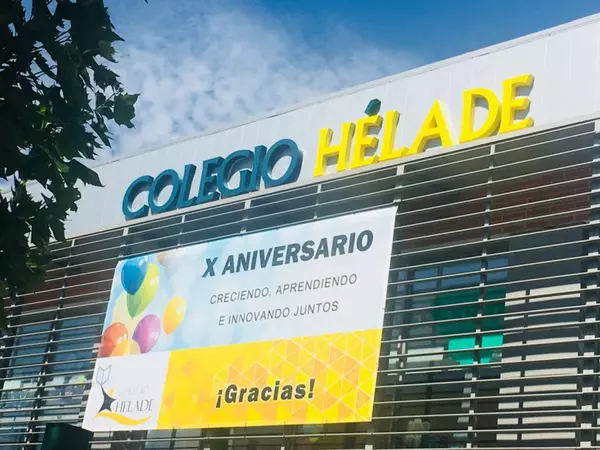 COLEGIO HÉLADE
X ANIVERSARIO
CRECIENDO, APRENDIENDO
E INNOVANDO JUNTOS
¡Gracias!
HÉLADE